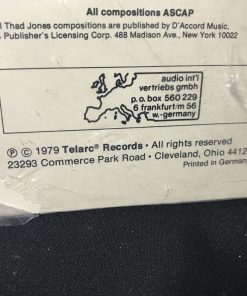 All compositions ASCAP
Thad Jones compositions are published by D'Accord Music,
Publisher's Licensing Corp. 488 Madison Ave., New York 10022
audio int'l
vertriebs gmbh
p.o. box 560 229
6 frankfurt/m 56
w.-germany
℗ © 1979 Telarc® Records • All rights reserved
23293 Commerce Park Road • Cleveland, Ohio 441
Printed in Germany